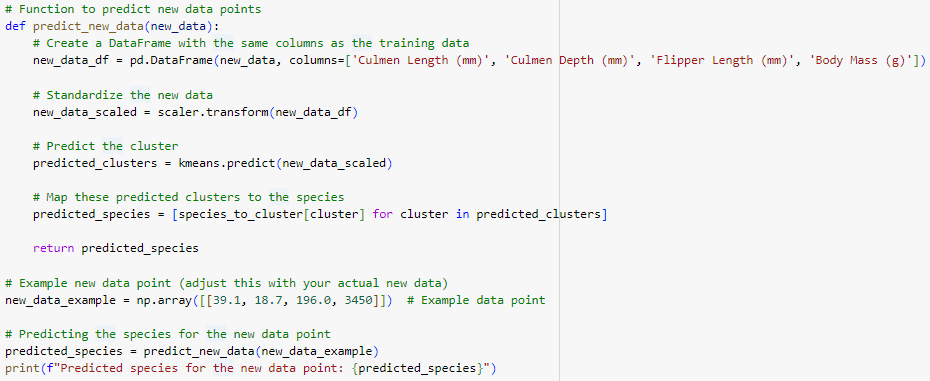 # Function to predict new data points
def predict_new_data(new_data):
    # Create a DataFrame with the same columns as the training data
    new_data_df = pd.DataFrame(new_data, columns=['Culmen Length (mm)', 'Culmen Depth (mm)', 'Flipper Length (mm)', 'Body Mass (g)'])
    # Standardize the new data
    new_data_scaled = scaler.transform(new_data_df)
    # Predict the cluster
    predicted_clusters = kmeans.predict(new_data_scaled)
    # Map these predicted clusters to the species
    predicted_species = [species_to_cluster[cluster] for cluster in predicted_clusters]
    return predicted_species
# Example new data point (adjust this with your actual new data)
new_data_example = np.array([[39.1, 18.7, 196.0, 3450]])  # Example data point
# Predicting the species for the new data point
predicted_species = predict_new_data(new_data_example)
print(f"Predicted species for the new data point: {predicted_species}")